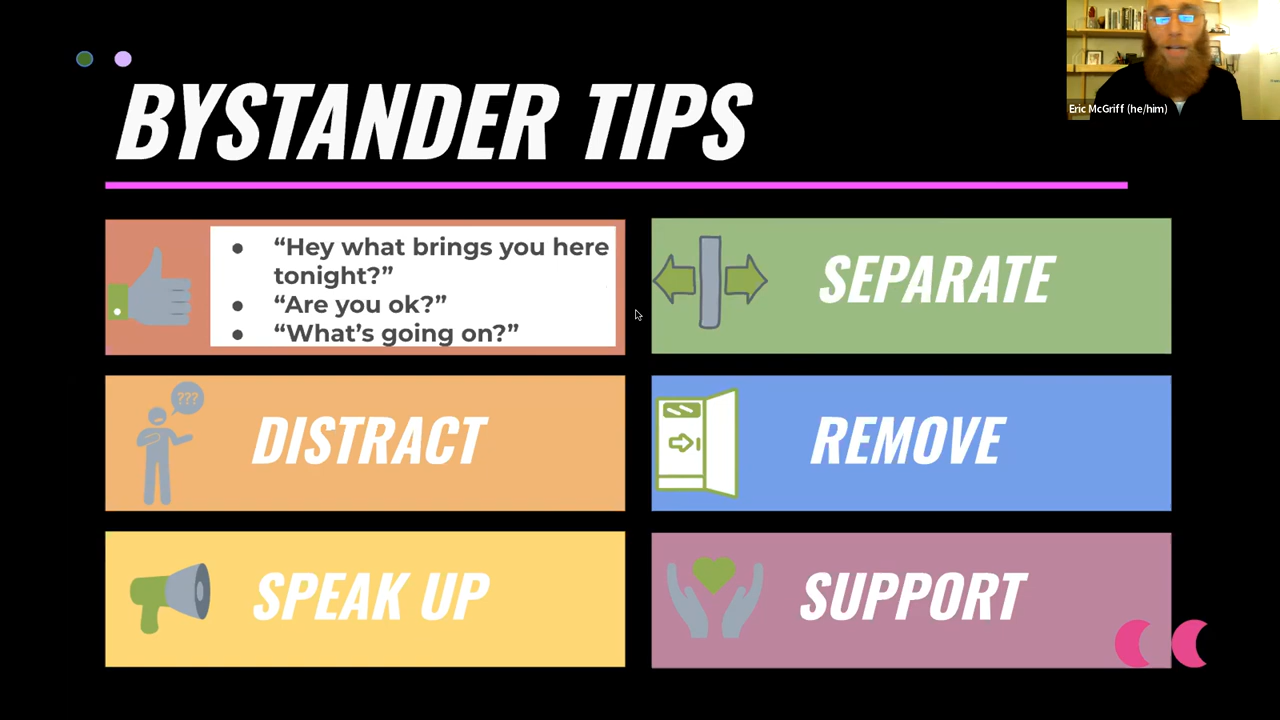 BYSTANDER TIPS
Eric McGriff (he/him)
● “Hey what brings you here
tonight?”
● “Are you ok?”
● “What’s going on?”
SEPARATE
???
DISTRACT
REMOVE
SPEAK UP
SUPPORT